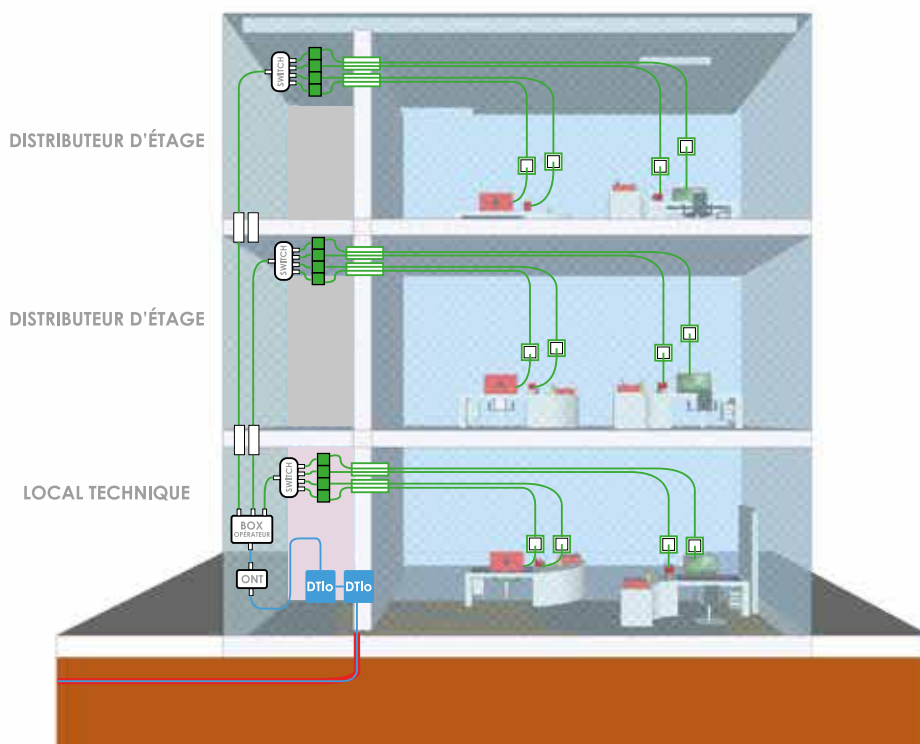 SWITCH
DISTRIBUTEUR D'ÉTAGE
SWITCH
DISTRIBUTEUR D'ÉTAGE
SWITCH
LOCAL TECHNIQUE
BOX
OPÉRATEUR
ONT
DTIo
DTIo